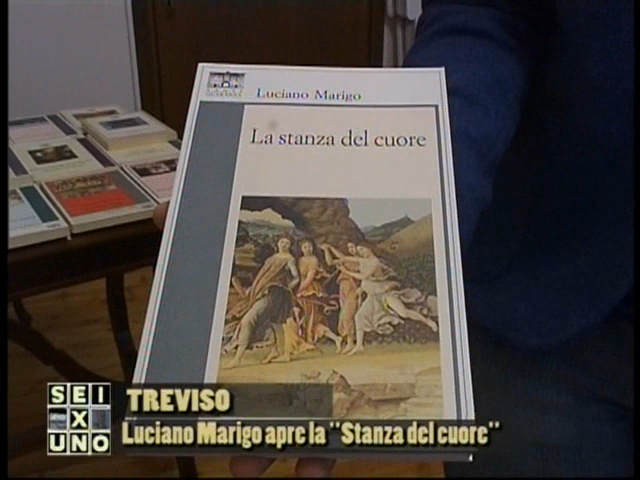 Luciano Marigo
La stanza del cuore
SEI
X
UNO
TREVISO
Luciano Marigo apre la "Stanza del cuore"